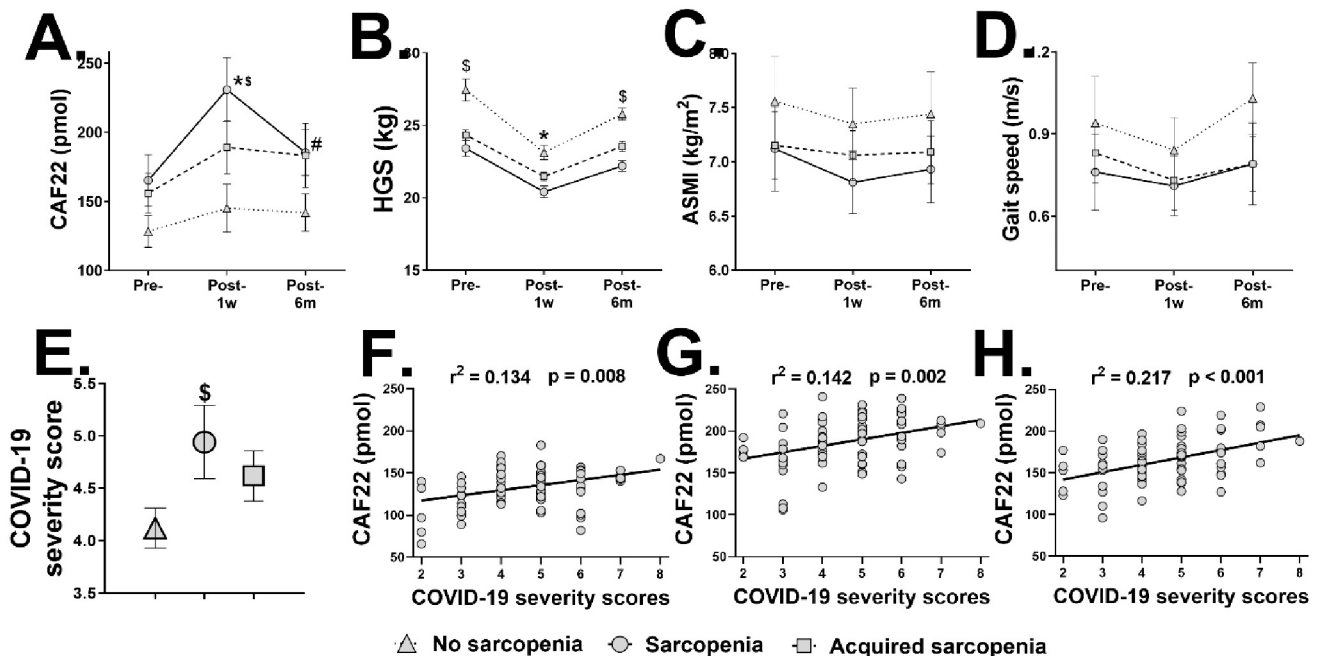 A. B. C. D.
CAF22 (pmol)
250
200
150
100
Pre- Post-1w Post-6m
*$
#
HGS (kg)
30
25
20
15
Pre- Post-1w Post-6m
$
*
$
ASMI (kg/m²)
8.0
7.5
7.0
6.5
6.0
Pre- Post-1w Post-6m
Gait speed (m/s)
1.2
0.9
0.6
Pre- Post-1w Post-6m
E. F. G. H.
COVID-19
severity score
5.5
5.0
4.5
4.0
3.5
$
r² = 0.134 p = 0.008
CAF22 (pmol)
250
200
150
100
50
2 3 4 5 6 7 8
COVID-19 severity scores
r² = 0.142 p = 0.002
CAF22 (pmol)
250
200
150
100
50
2 3 4 5 6 7 8
COVID-19 severity scores
r² = 0.217 p < 0.001
CAF22 (pmol)
250
200
150
100
50
2 3 4 5 6 7 8
COVID-19 severity scores
No sarcopenia Sarcopenia Acquired sarcopenia